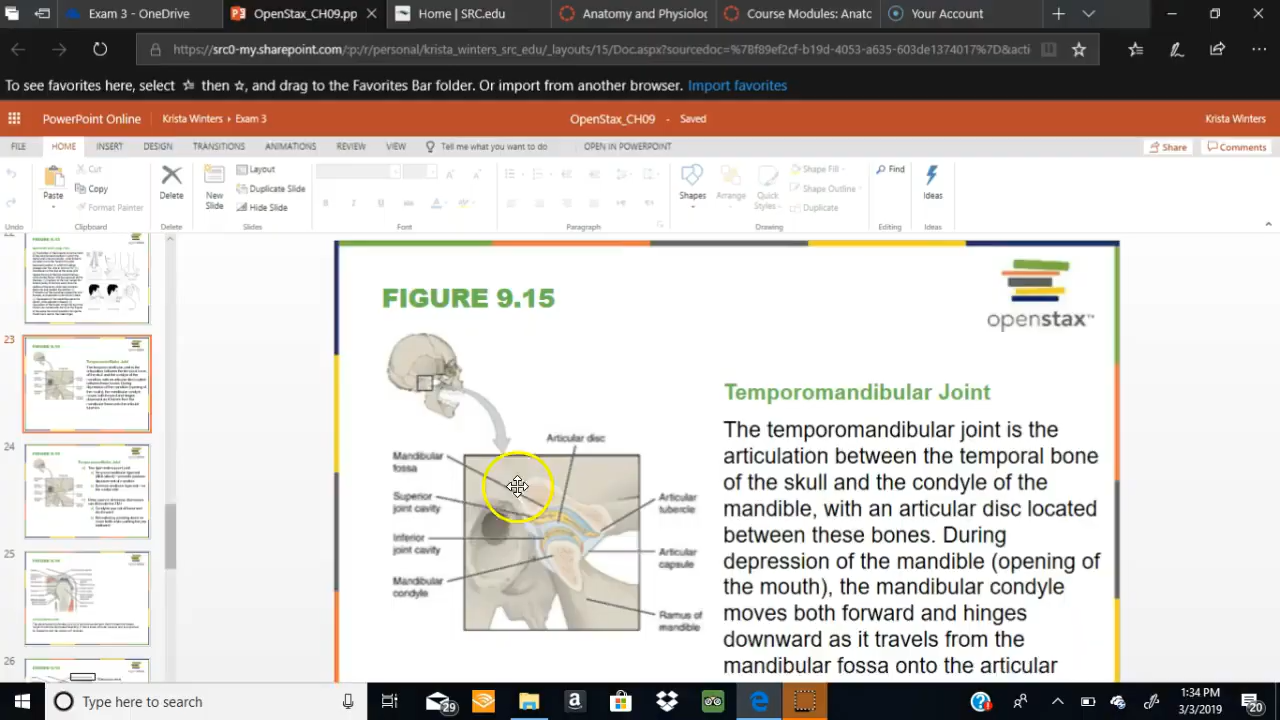 Exam 3 - OneDrive
OpenStax_CH09.pp
Home | SRC.edu
Anatomy and Physiolog
Course Modules: Anato
Your Account
https://src0-my.sharepoint.com/:p:/r/personal/krista_winters_src_edu/_layouts/15/Doc.aspx?sourcedoc=%7Bf89ef2cf-b19d-4053-a635-603de1374017%7D&acti
To see favorites here, select then ☆, and drag to the Favorites Bar folder. Or import from another browser. Import favorites
PowerPoint Online Krista Winters ▸ Exam 3 OpenStax_CH09 - Saved Krista Winters
FILE HOME INSERT DESIGN TRANSITIONS ANIMATIONS REVIEW VIEW Tell me what you want to do OPEN IN POWERPOINT Share Comments
Cut
Copy
Format Painter
Paste
Delete
New Slide
Layout
Duplicate Slide
Hide Slide
Shapes
Arrange
Quick Styles
Shape Fill
Shape Outline
Duplicate
Find
Ideas
Undo Clipboard Delete Slides Font Paragraph Drawing Editing Ideas
23
24
25
26
Temporomandibular Joint
FIGURE .15
openstax™
Temporomandibular Joint
The temporomandibular joint is the
articulation between the temporal bone
of the skull and the condyle of the
mandible, with an articular disc located
between these bones. During
depression of the mandible (opening of
the mouth), the mandibular condyle
moves both forward and hinges
downward as it travels from the
mandibular fossa onto the articular
Articular disc
Mandibular
fossa
Superior
joint cavity
Inferior
joint cavity
Mandibular
condyle
Articular
tubercle
Articular
capsule
Ramus of
mandible
Type here to search
29
1:34 PM
3/3/2019
20